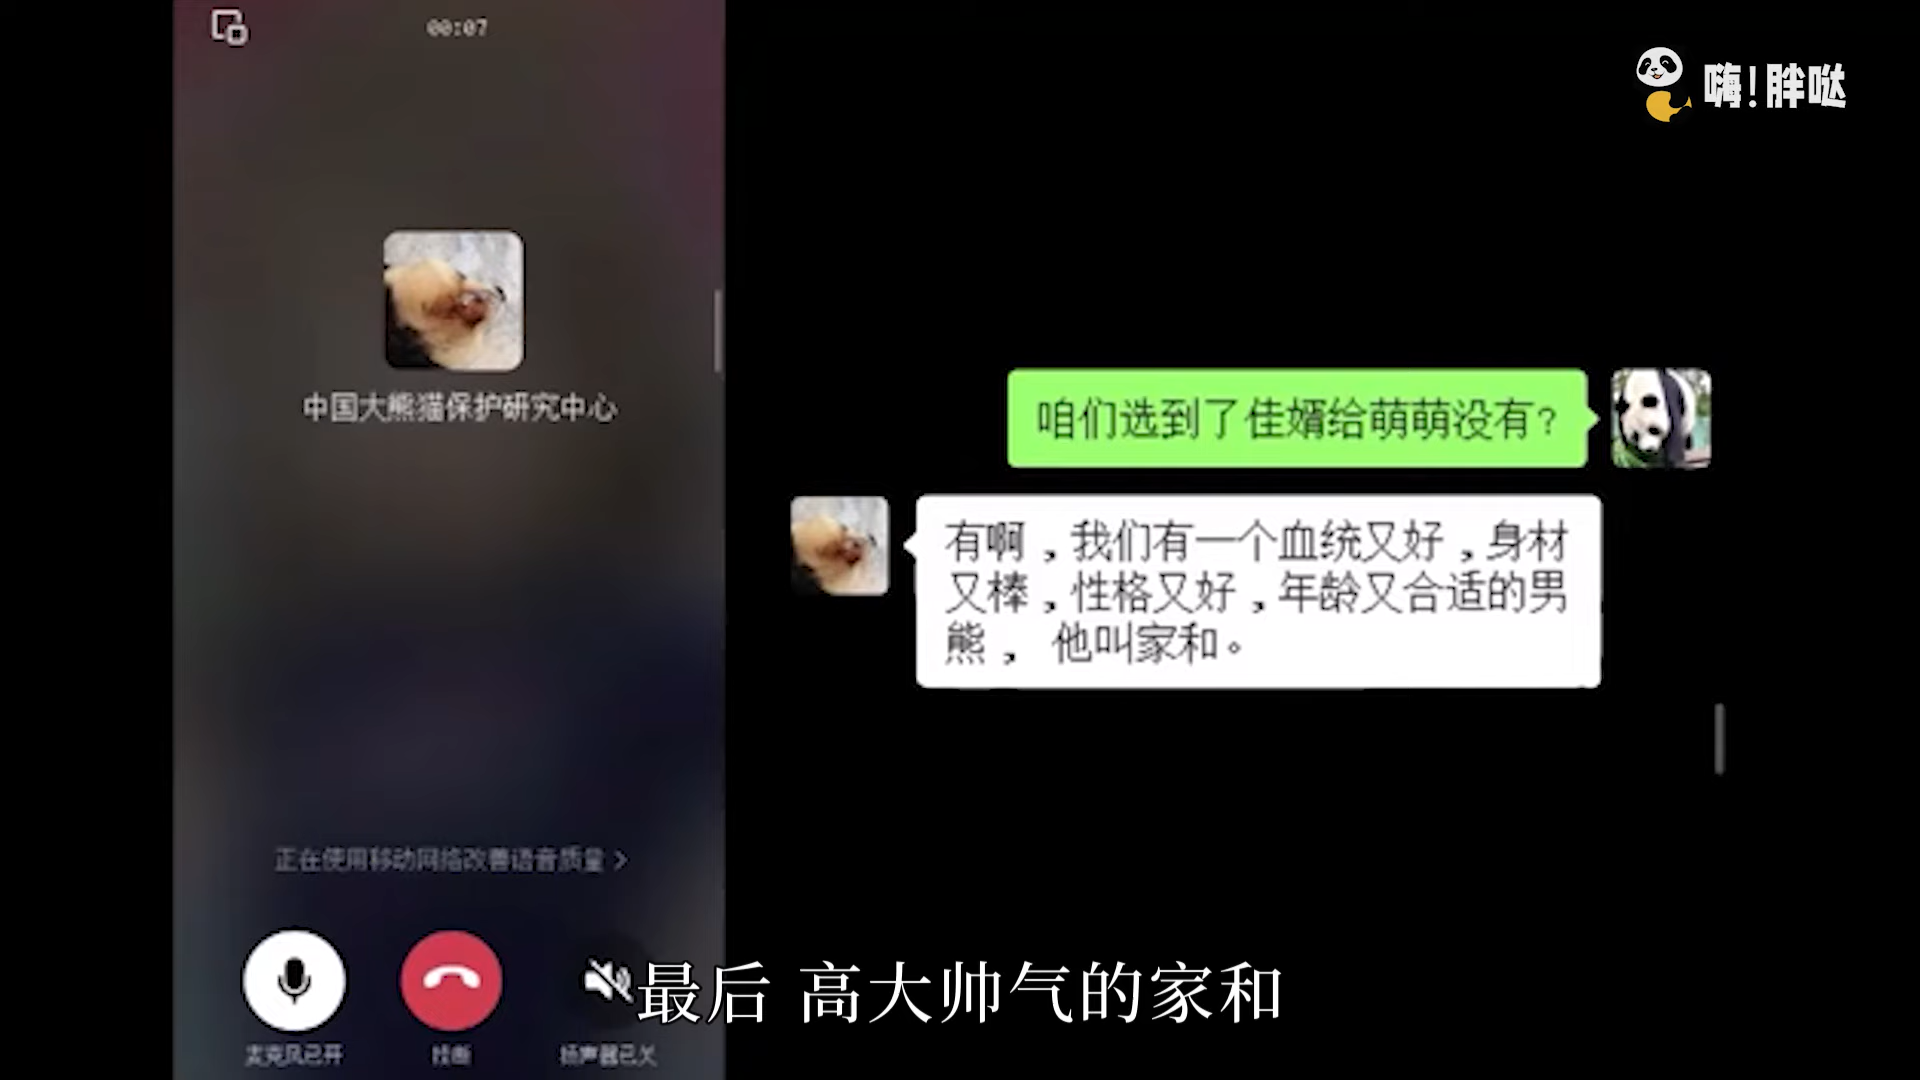 00:07
嗨!胖哒
中国大熊猫保护研究中心
咱们选到了佳婿给萌萌没有?
有啊,我们有一个血统又好,身材
又棒,性格又好,年龄又合适的男
熊, 他叫家和。
正在使用移动网络改善语音质量 >
最后 高大帅气的家和
麦克风已开
挂断
扬声器已关